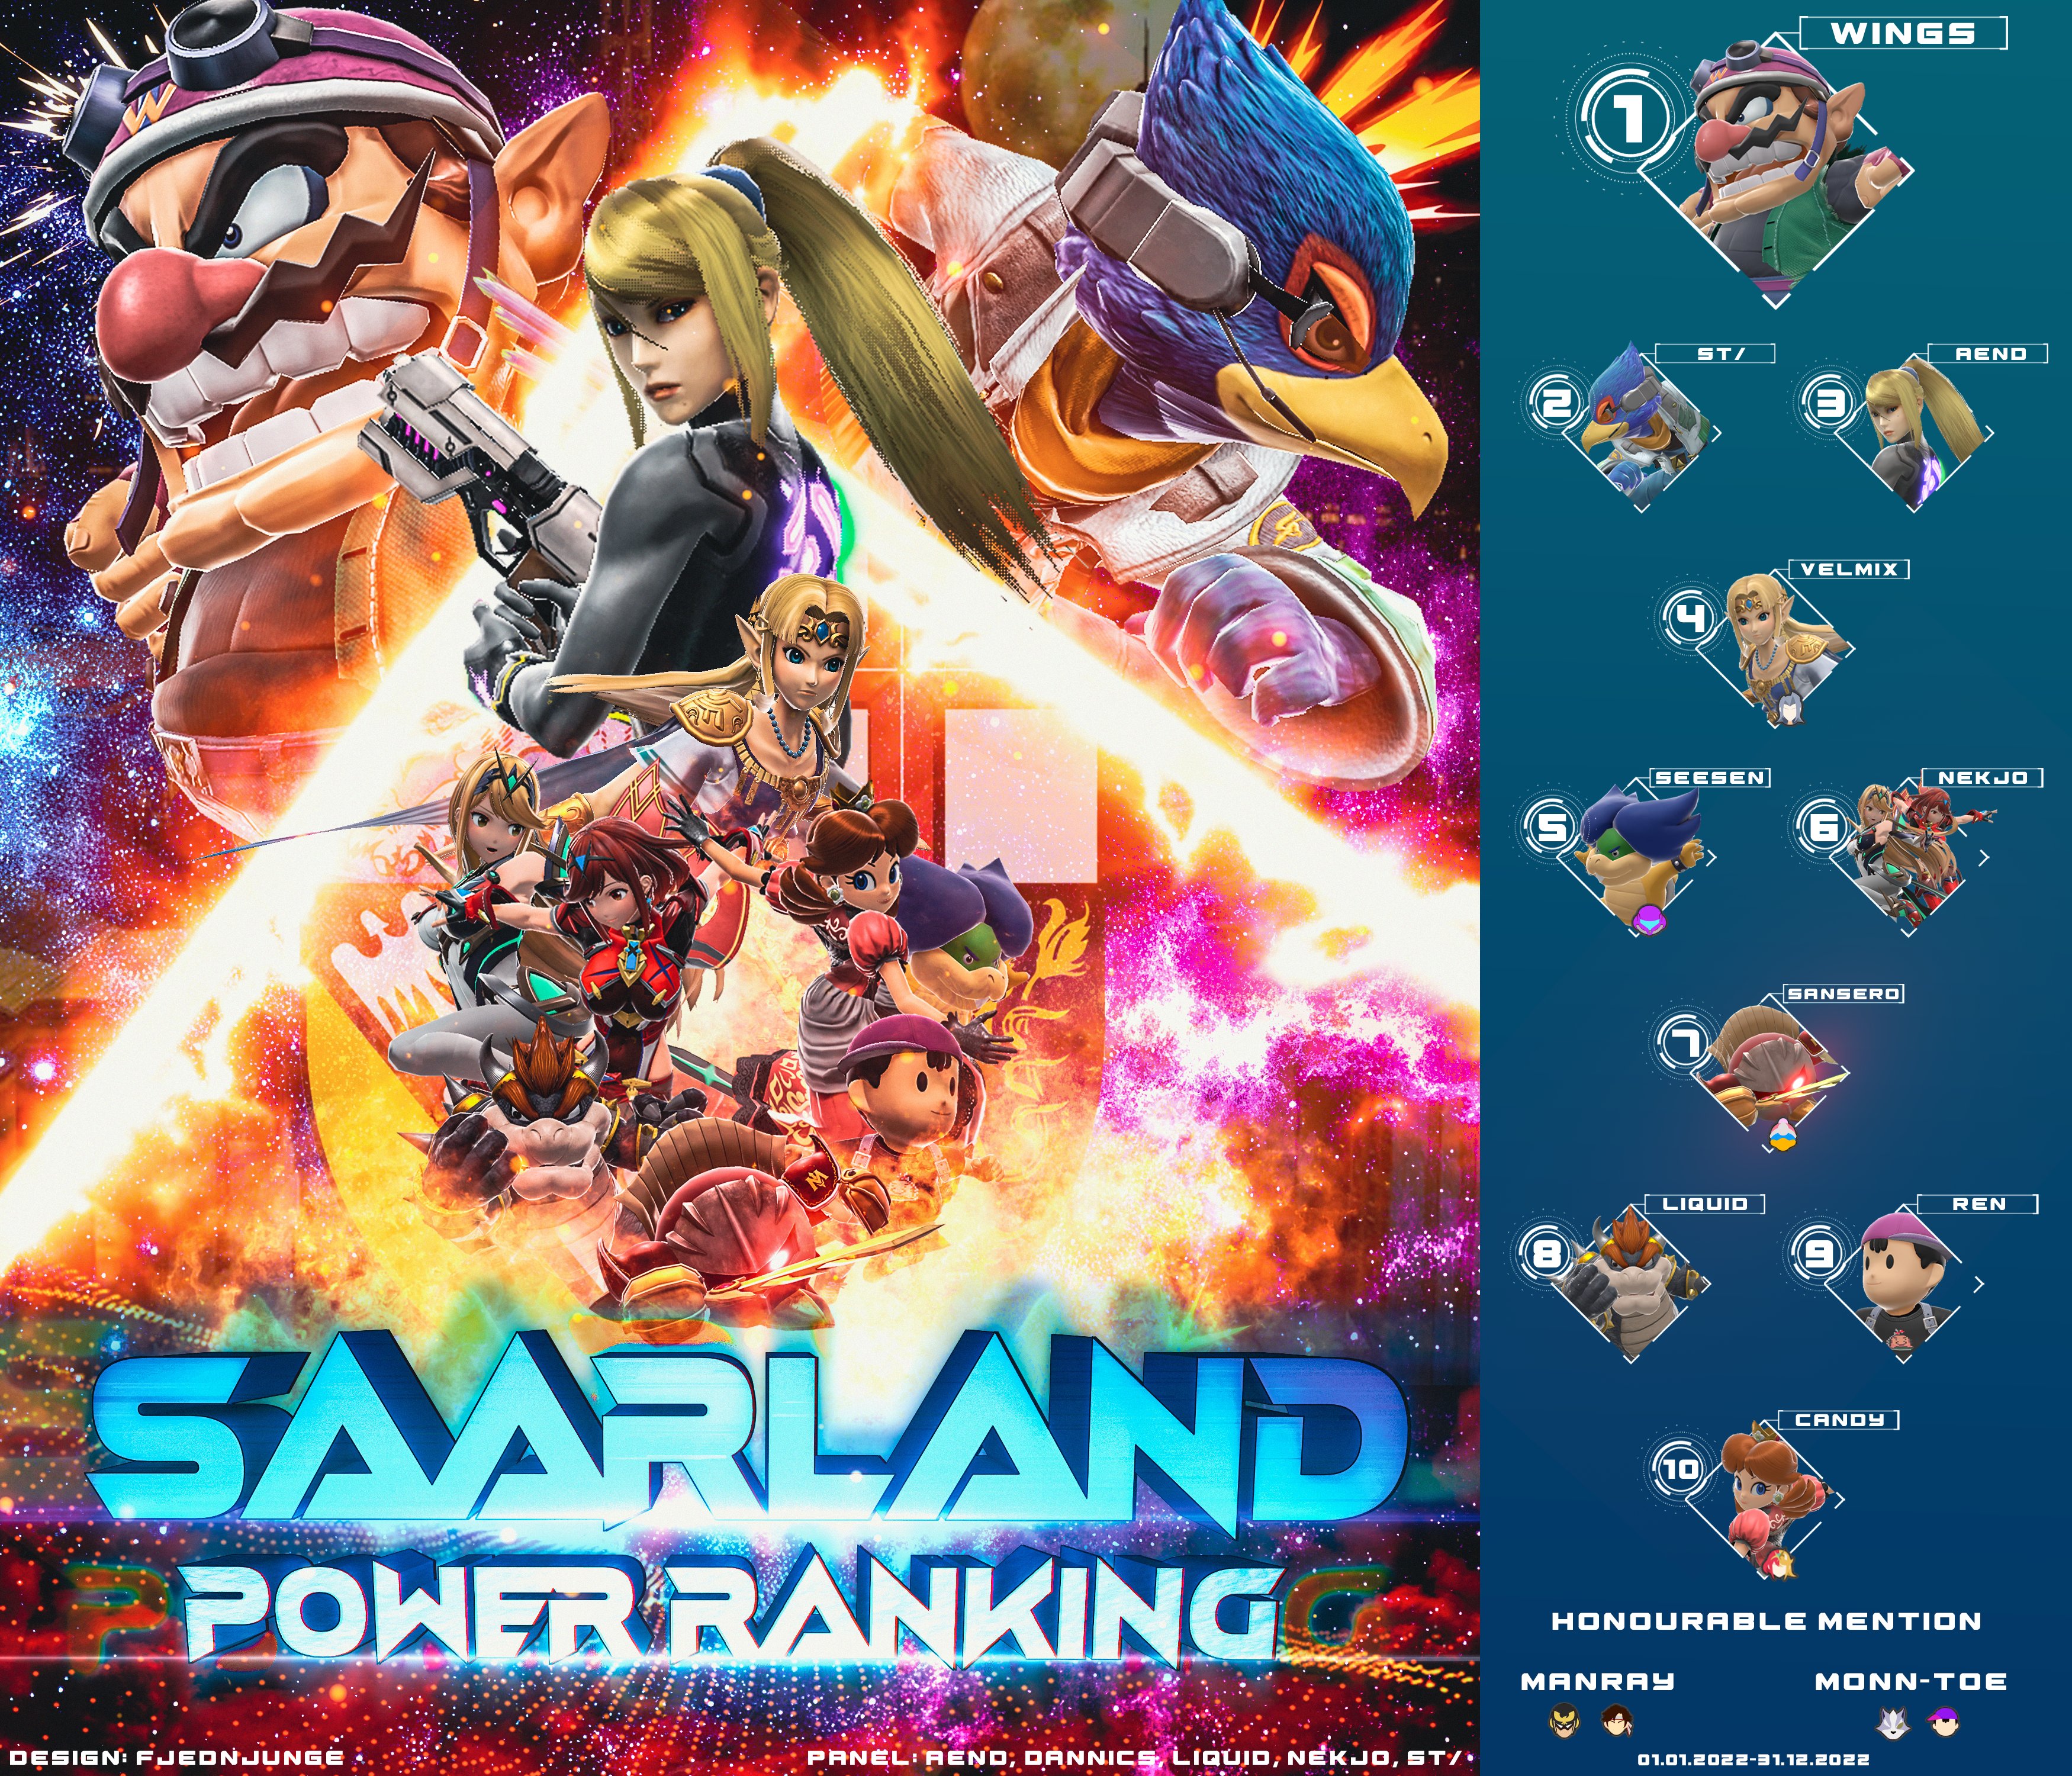 SAARLAND
POWER RANKING
DESIGN: FJEDNJUNGE
PANEL: AEND, DANNICS, LIQUID, NEKJO, ST/
WINGS
1
ST/
2
AEND
3
VELMIX
4
SEESEN
5
NEKJO
6
SANSERO
7
LIQUID
8
REN
9
CANDY
10
HONOURABLE MENTION
MANRAY
MONN-TOE
01.01.2022-31.12.2022